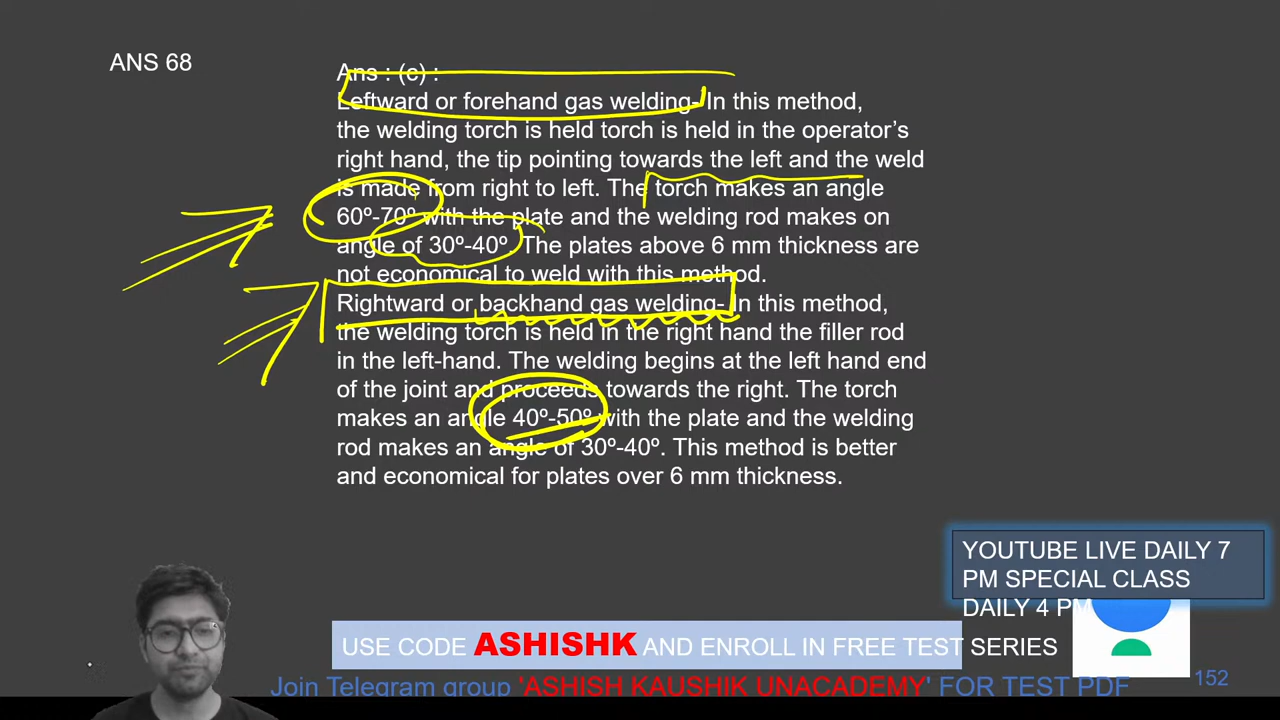 ANS 68
Ans : (c) :
Leftward or forehand gas welding- In this method,
the welding torch is held torch is held in the operator's
right hand, the tip pointing towards the left and the weld
is made from right to left. The torch makes an angle
60º-70º with the plate and the welding rod makes on
angle of 30º-40º. The plates above 6 mm thickness are
not economical to weld with this method.
Rightward or backhand gas welding- In this method,
the welding torch is held in the right hand the filler rod
in the left-hand. The welding begins at the left hand end
of the joint and proceeds towards the right. The torch
makes an angle 40º-50º with the plate and the welding
rod makes an angle of 30º-40º. This method is better
and economical for plates over 6 mm thickness.
YOUTUBE LIVE DAILY 7
PM SPECIAL CLASS
DAILY 4 PM
USE CODE ASHISHK AND ENROLL IN FREE TEST SERIES
Join Telegram group 'ASHISH KAUSHIK UNACADEMY' FOR TEST PDF
152